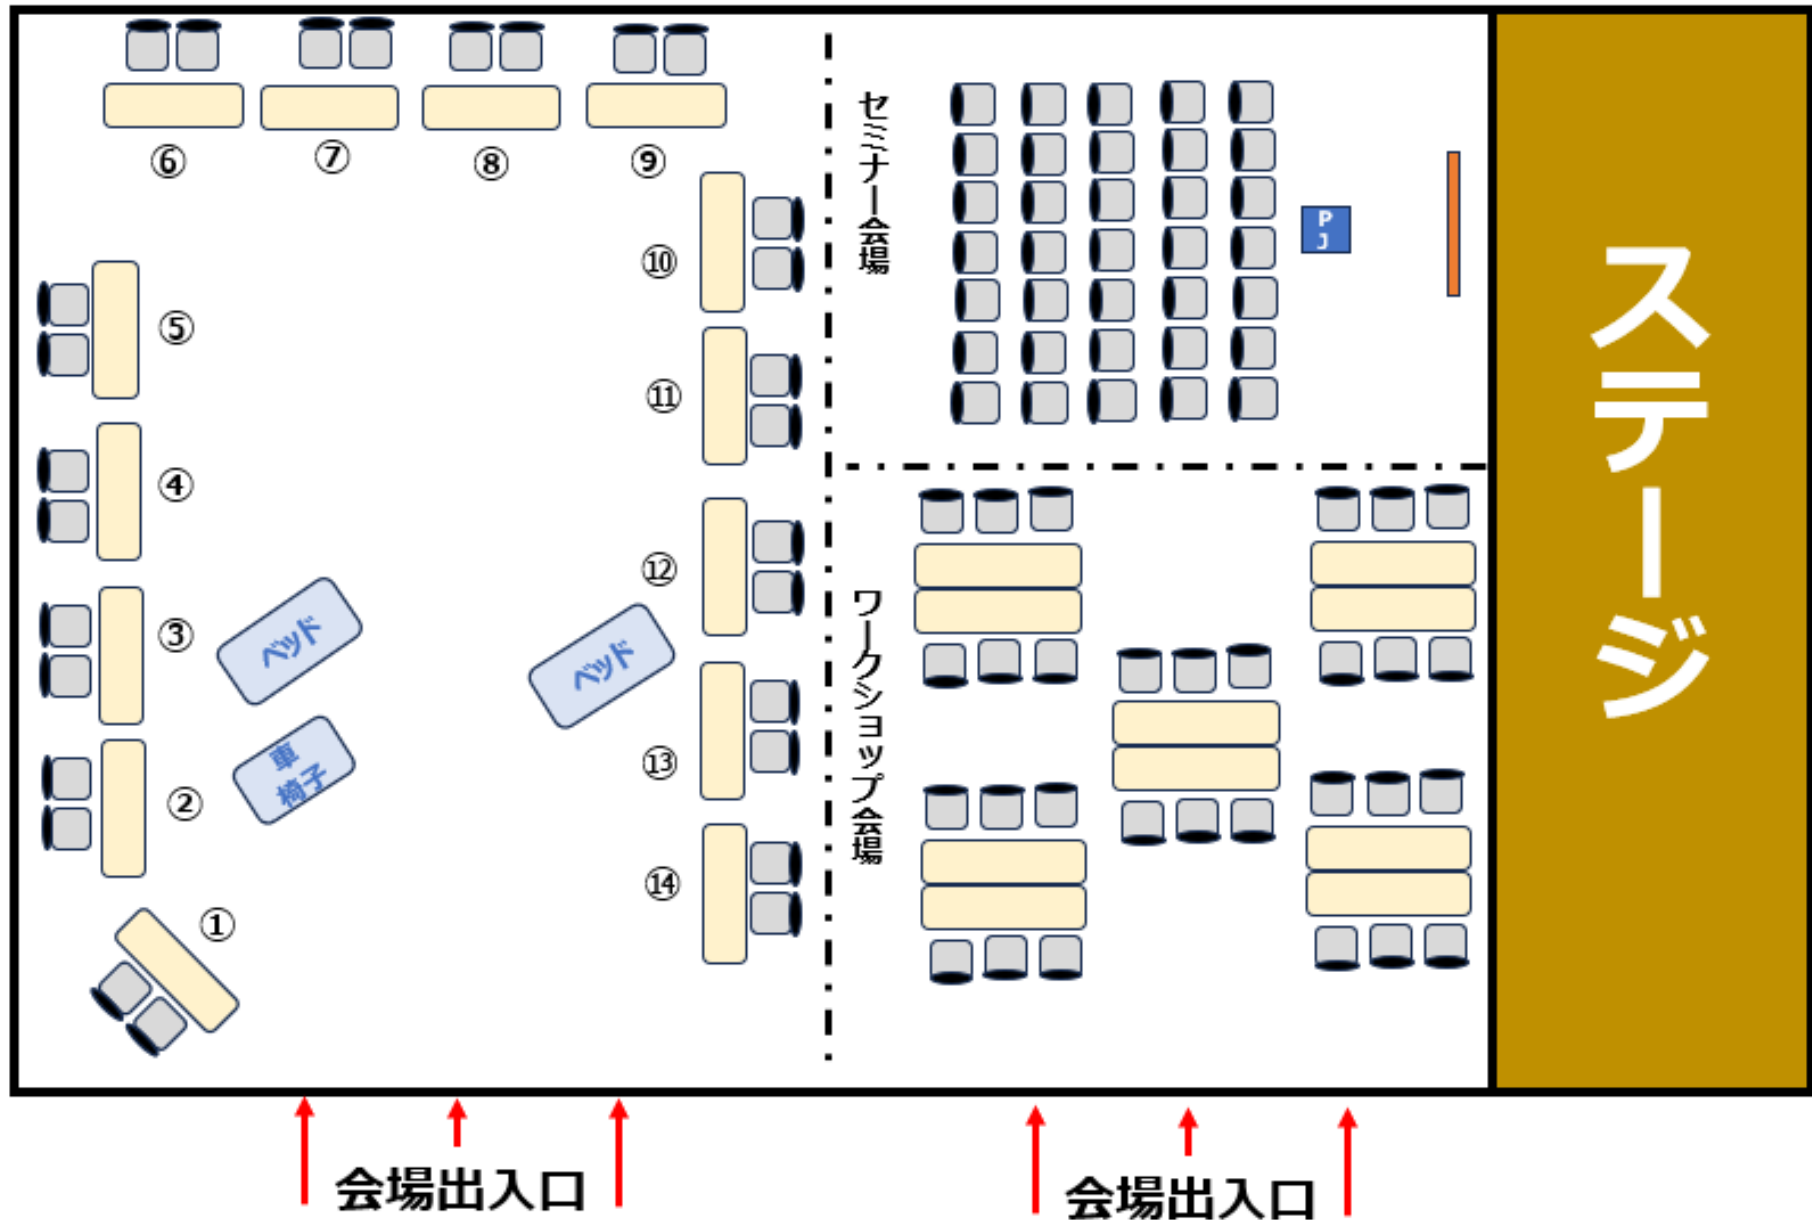 ⑥
⑦
⑧
⑨
⑤
④
③
②
①
⑩
⑪
⑫
⑬
⑭
ベッド
車
椅子
ベッド
セミナー会場
P
J
ワークショップ会場
ステージ
会場出入口
会場出入口